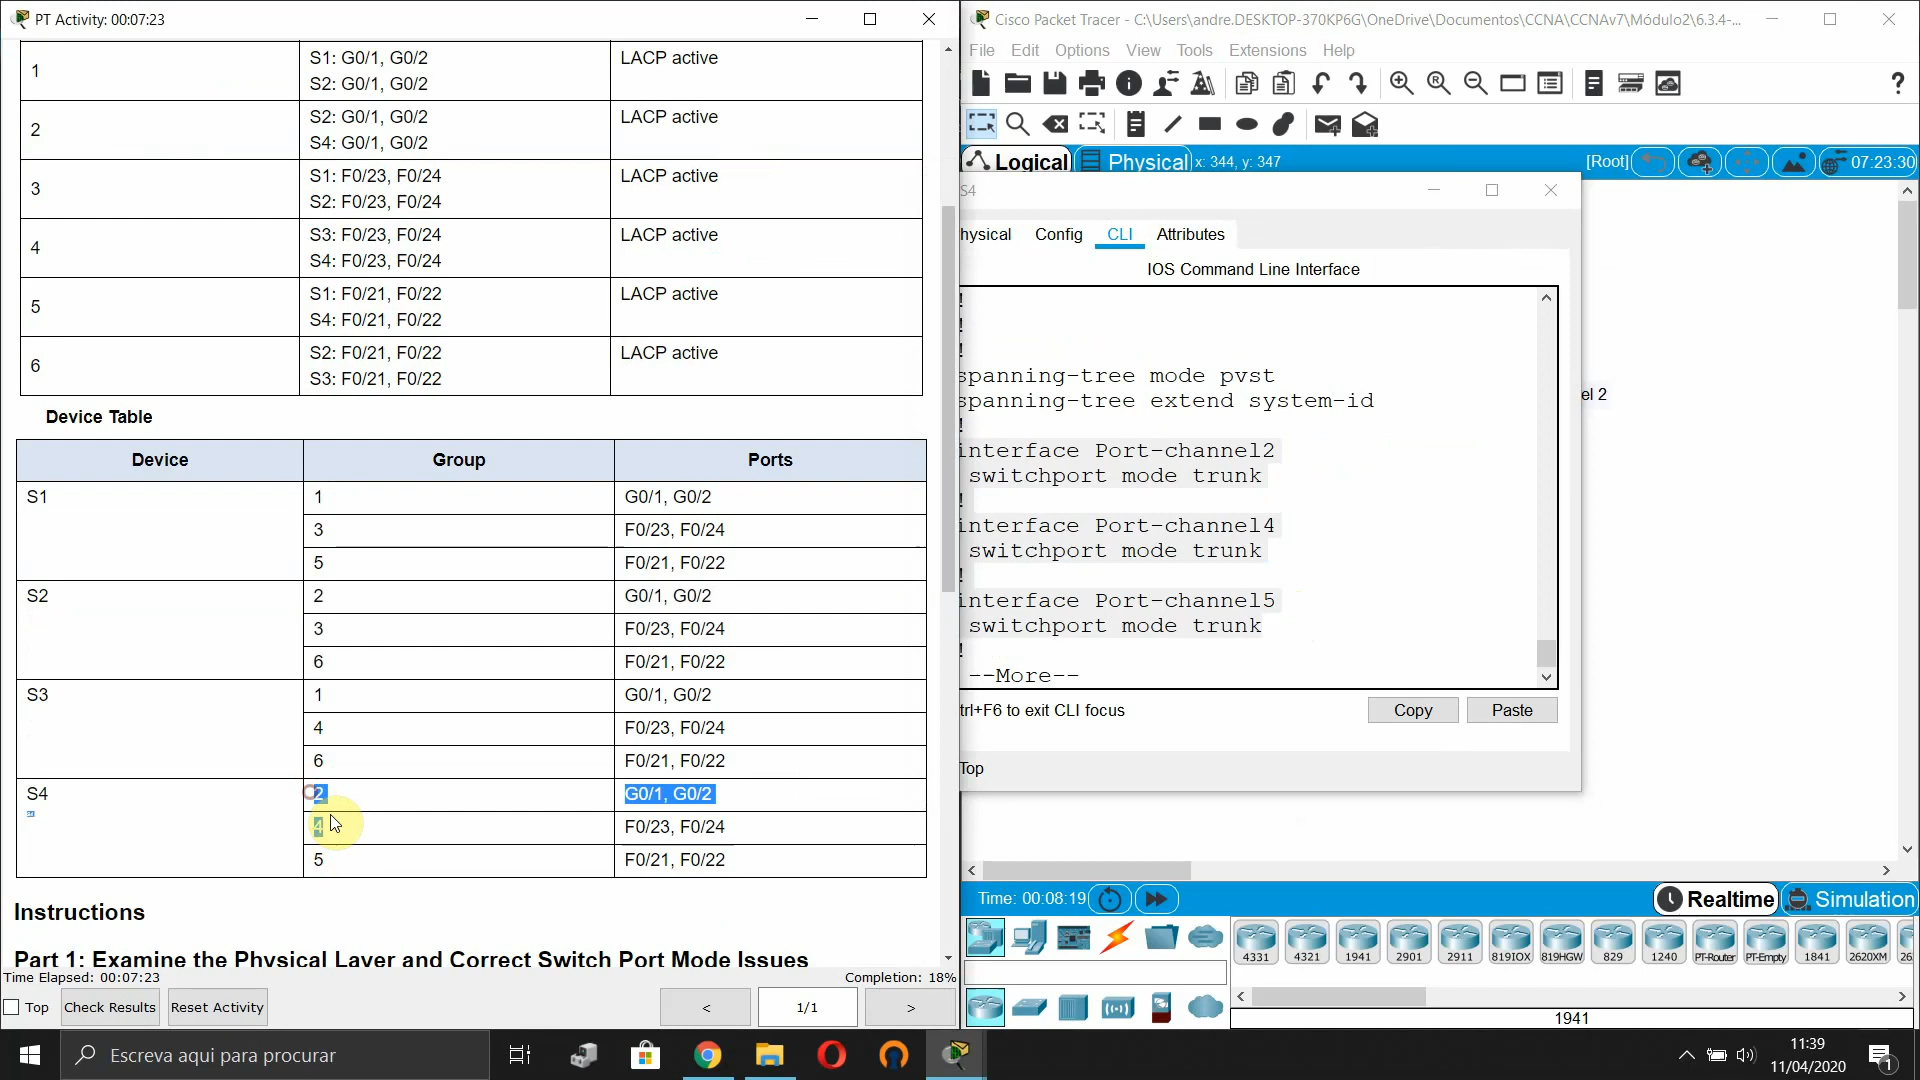 PT Activity: 00:07:23
1
S1: G0/1, G0/2
S2: G0/1, G0/2
LACP active
2
S2: G0/1, G0/2
S4: G0/1, G0/2
LACP active
3
S1: F0/23, F0/24
S2: F0/23, F0/24
LACP active
4
S3: F0/23, F0/24
S4: F0/23, F0/24
LACP active
5
S1: F0/21, F0/22
S4: F0/21, F0/22
LACP active
6
S2: F0/21, F0/22
S3: F0/21, F0/22
LACP active
Device Table
Device Group Ports
S1 1 G0/1, G0/2
3 F0/23, F0/24
5 F0/21, F0/22
S2 2 G0/1, G0/2
3 F0/23, F0/24
6 F0/21, F0/22
S3 1 G0/1, G0/2
4 F0/23, F0/24
6 F0/21, F0/22
S4 2 G0/1, G0/2
4 F0/23, F0/24
5 F0/21, F0/22
Instructions
Part 1: Examine the Physical Layer and Correct Switch Port Mode Issues
Time Elapsed: 00:07:23 Completion: 18%
Top Check Results Reset Activity < 1/1 >
Cisco Packet Tracer - C:\Users\andre.DESKTOP-370KP6G\OneDrive\Documentos\CCNA\CCNAv7\Módulo2\6.3.4-...
File Edit Options View Tools Extensions Help
?
Logical Physical x: 344, y: 347 [Root] 07:23:30
S4
hysical Config CLI Attributes
IOS Command Line Interface
!
!
!
spanning-tree mode pvst
spanning-tree extend system-id
!
interface Port-channel2
switchport mode trunk
!
interface Port-channel4
switchport mode trunk
!
interface Port-channel5
switchport mode trunk
!
--More--
trl+F6 to exit CLI focus Copy Paste
Top
el 2
Time: 00:08:19 Realtime Simulation
4331 4321 1941 2901 2911 819IOX 819HGW 829 1240 PT-Router PT-Empty 1841 2620XM 26
1941
Escreva aqui para procurar
11:39
11/04/2020
1